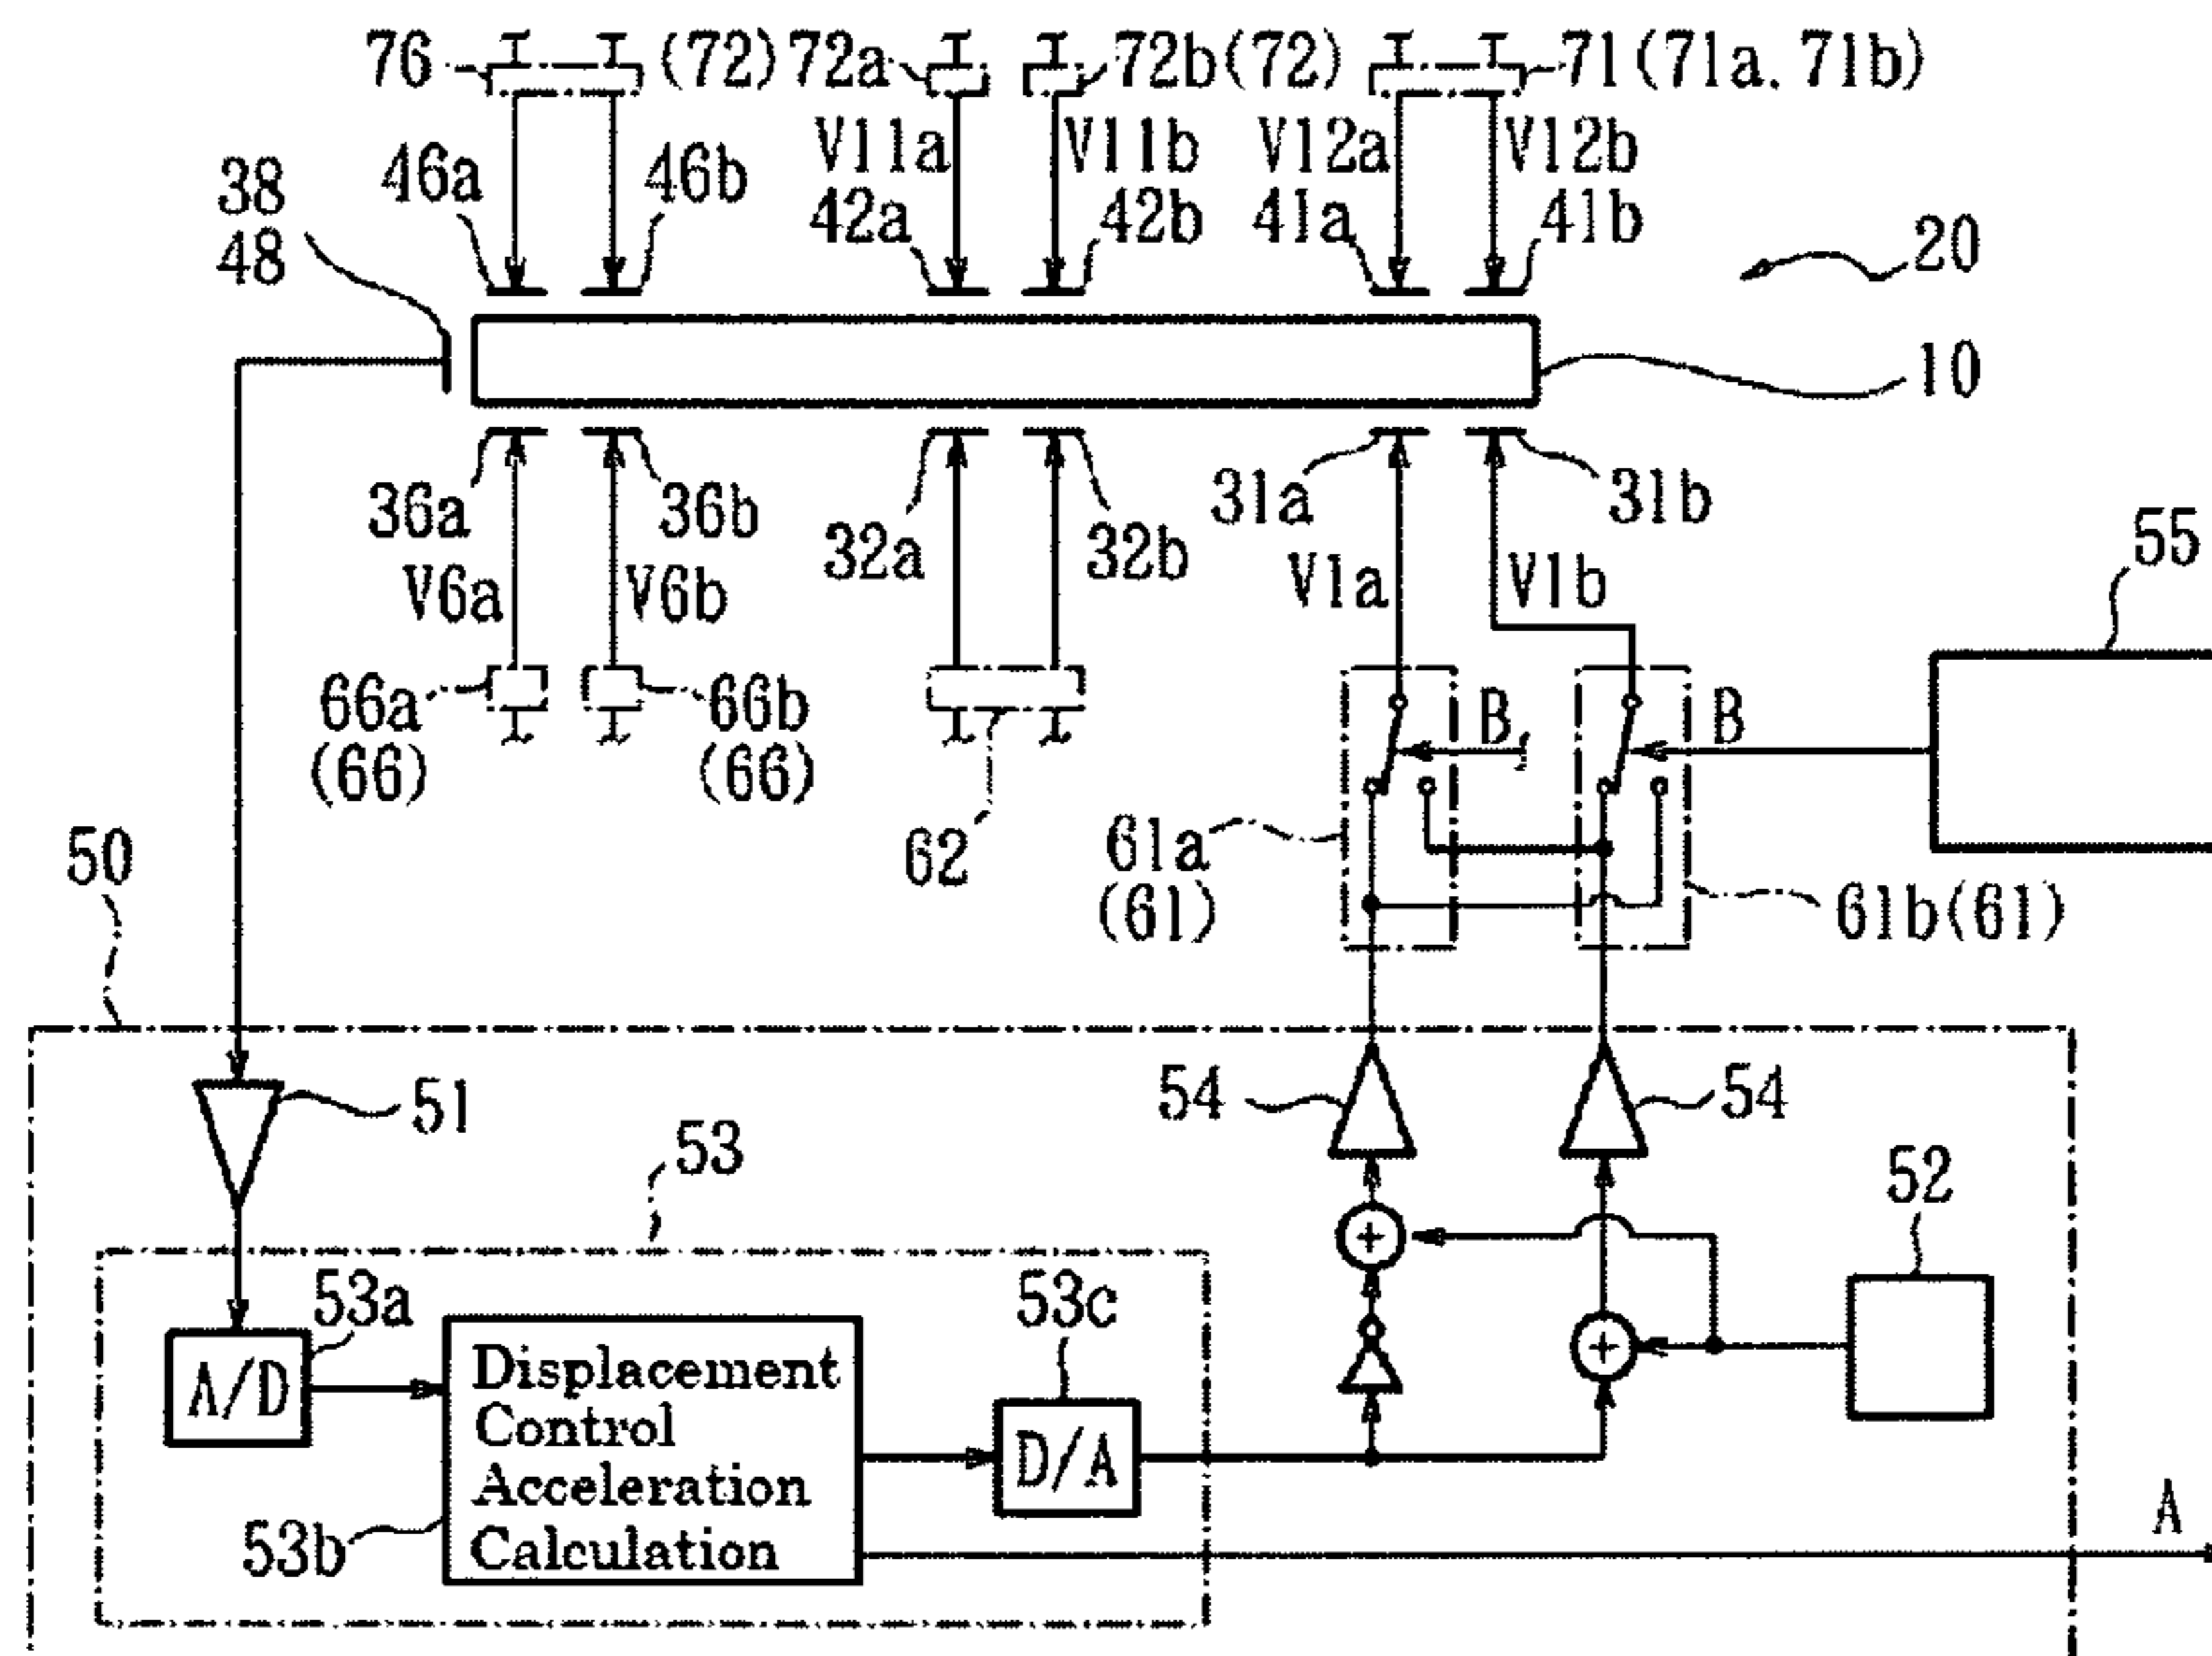 76 (72) 72a 72b (72) 71 (71a, 71b)
V11a V11b V12a V12b
46a 46b 42a 42b 41a 41b
38
48
20
10
36a 36b 32a 32b 31a 31b
55
V6a V6b V1a V1b
66a 66b B B
(66) (66)
62 61a
(61) 61b (61)
50
51 54 54
53 52
53a 53c
A/D
Displacement
Control
Acceleration
Calculation
D/A
+ +
53b
A